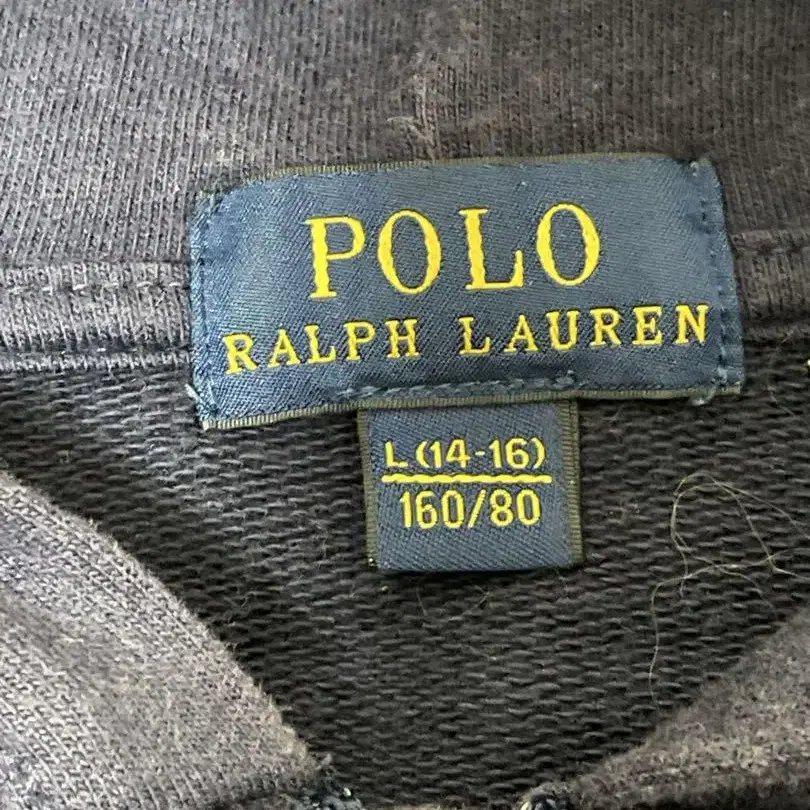 POLO
RALPH LAUREN
L (14-16)
160/80